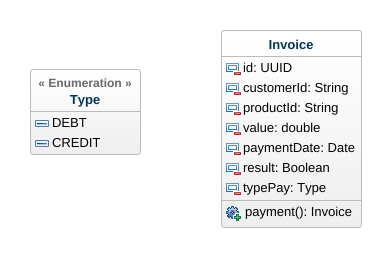 « Enumeration »
Type
DEBT
CREDIT
Invoice
id: UUID
customerId: String
productId: String
value: double
paymentDate: Date
result: Boolean
typePay: Type
payment(): Invoice